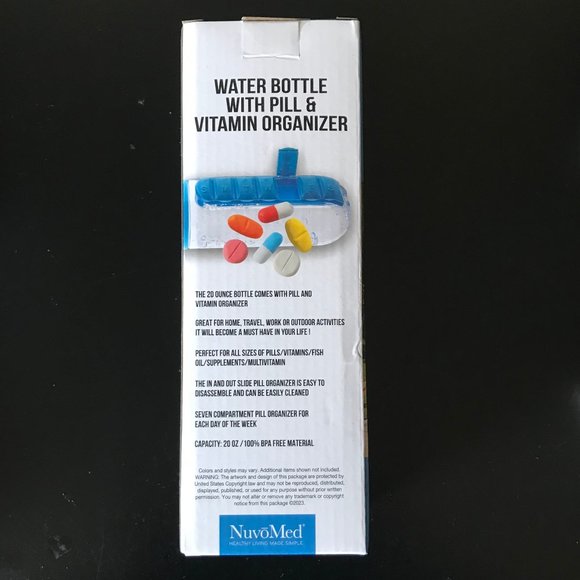 WATER BOTTLE
WITH PILL &
VITAMIN ORGANIZER
THE 20 OUNCE BOTTLE COMES WITH PILL AND
VITAMIN ORGANIZER
GREAT FOR HOME, TRAVEL, WORK OR OUTDOOR ACTIVITIES
IT WILL BECOME A MUST HAVE IN YOUR LIFE !
PERFECT FOR ALL SIZES OF PILLS/VITAMINS/FISH
OIL/SUPPLEMENTS/MULTIVITAMIN
THE IN AND OUT SLIDE PILL ORGANIZER IS EASY TO
DISASSEMBLE AND CAN BE EASILY CLEANED
SEVEN COMPARTMENT PILL ORGANIZER FOR
EACH DAY OF THE WEEK
CAPACITY: 20 OZ /100% BPA FREE MATERIAL
Colors and styles may vary. Additional items shown not included.
WARNING: The artwork and design of this package are protected by
United States Copyright law and may not be reproduced, distributed,
displayed, published, or used for any purpose without prior written
permission. You may not alter or remove any trademark or copyright
notice from this package ©2023.
NuvōMed®
HEALTHY LIVING MADE SIMPLE.